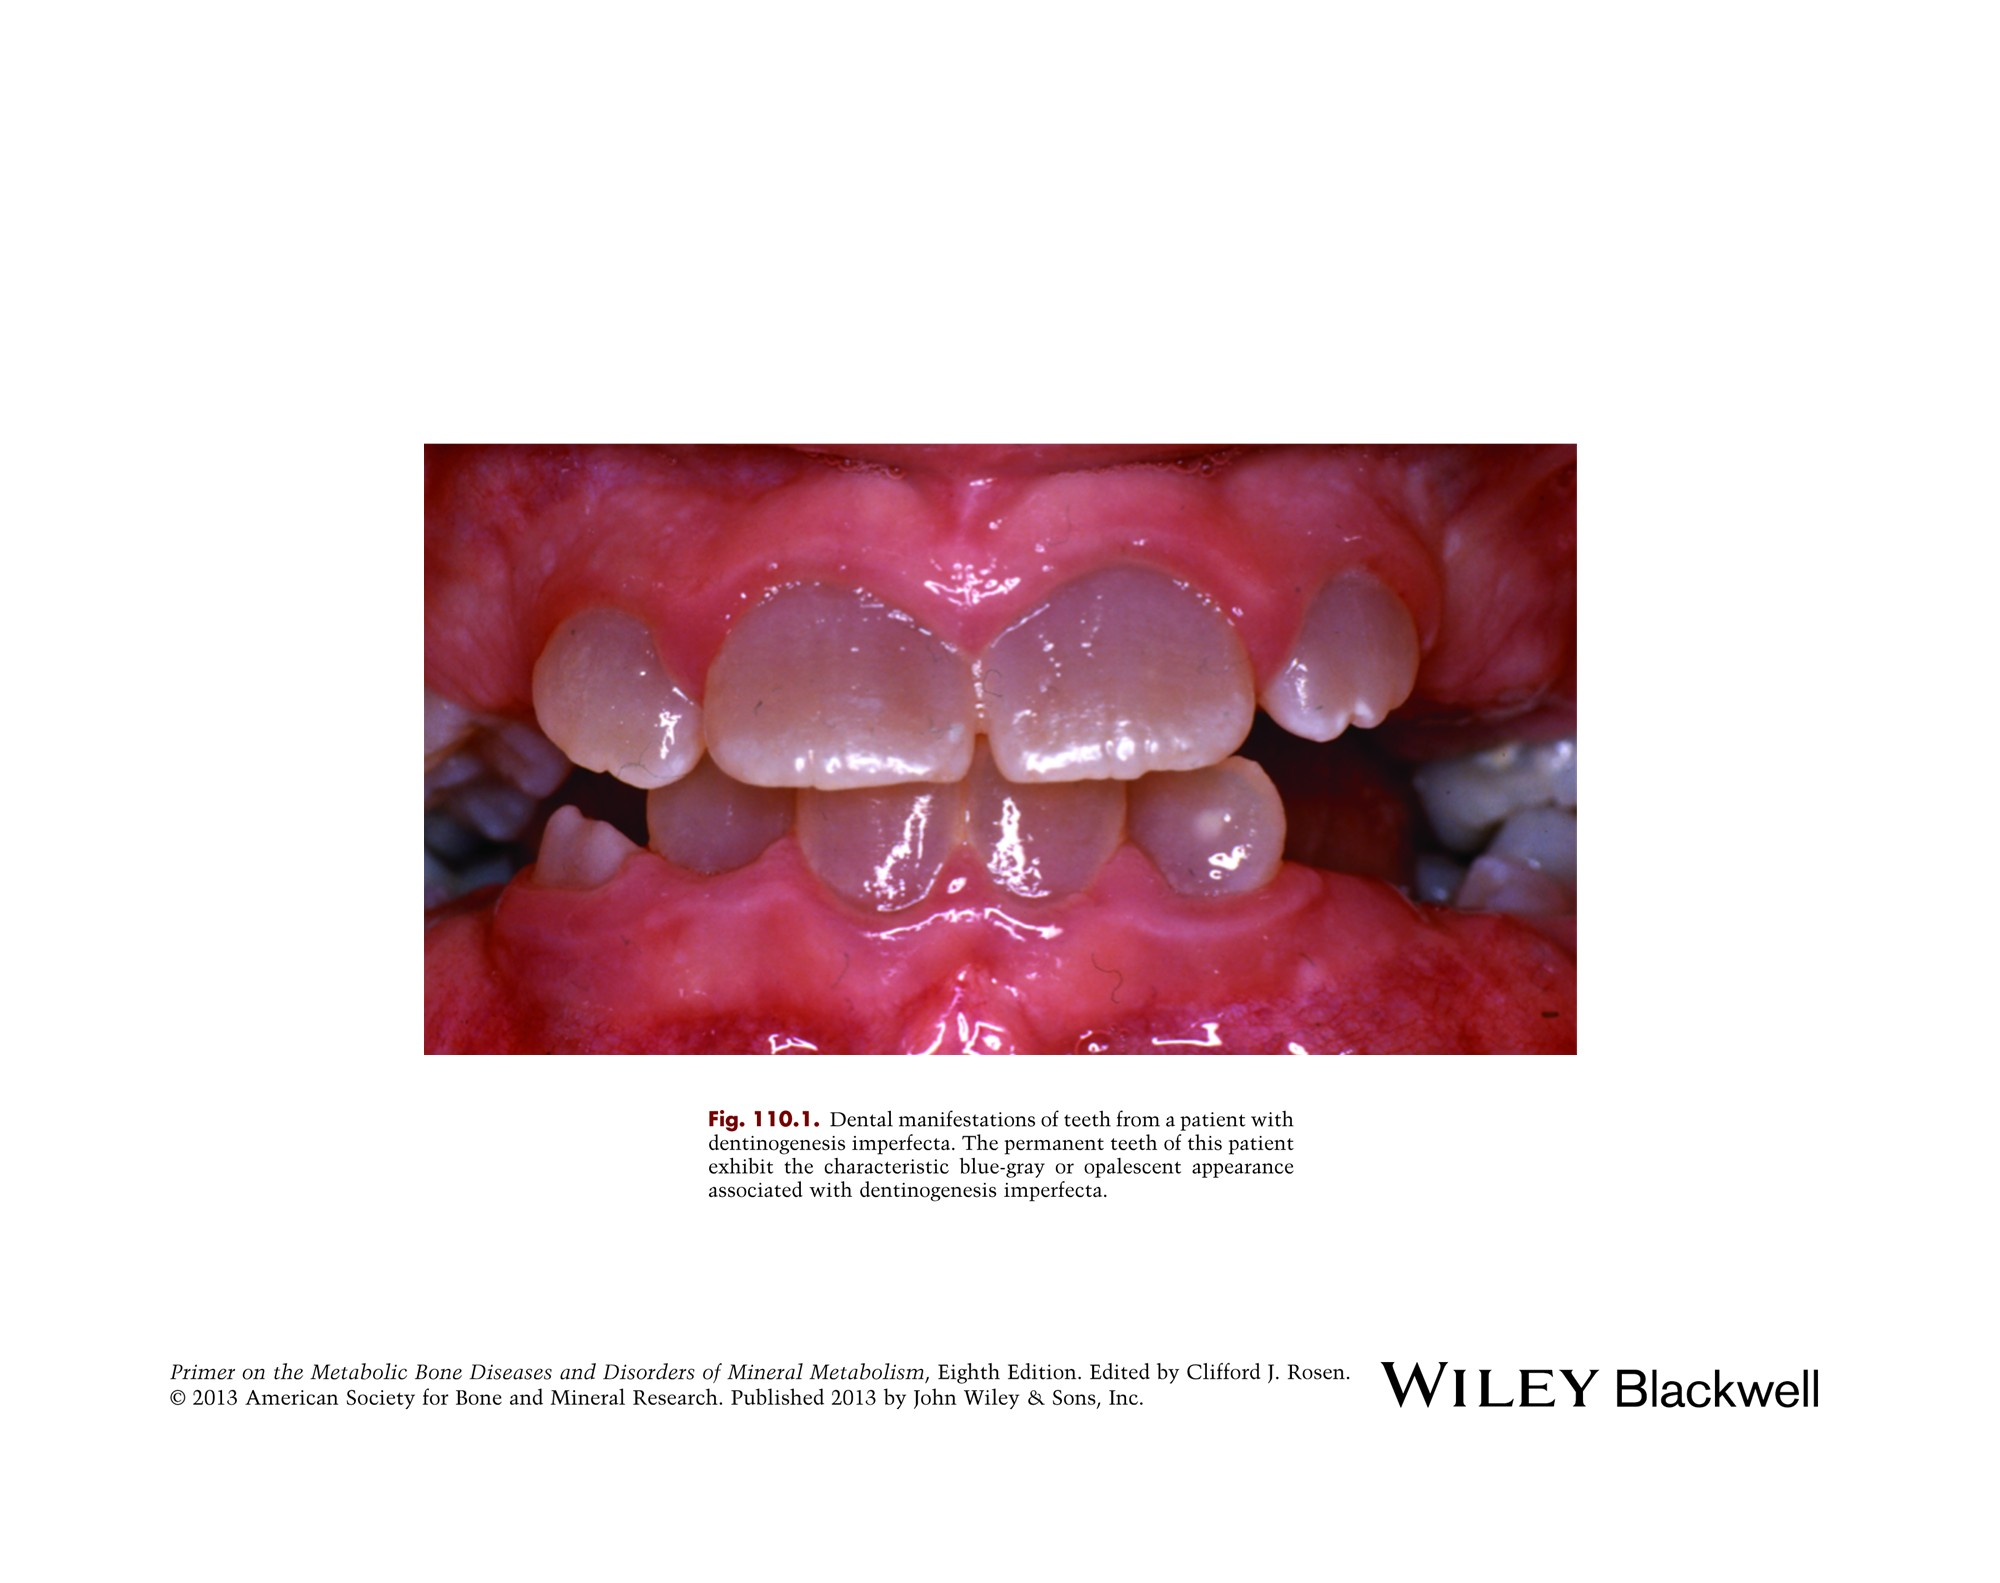 Fig. 110.1. Dental manifestations of teeth from a patient with
dentinogenesis imperfecta. The permanent teeth of this patient
exhibit the characteristic blue-gray or opalescent appearance
associated with dentinogenesis imperfecta.
Primer on the Metabolic Bone Diseases and Disorders of Mineral Metabolism, Eighth Edition. Edited by Clifford J. Rosen.
© 2013 American Society for Bone and Mineral Research. Published 2013 by John Wiley & Sons, Inc.
WILEY Blackwell